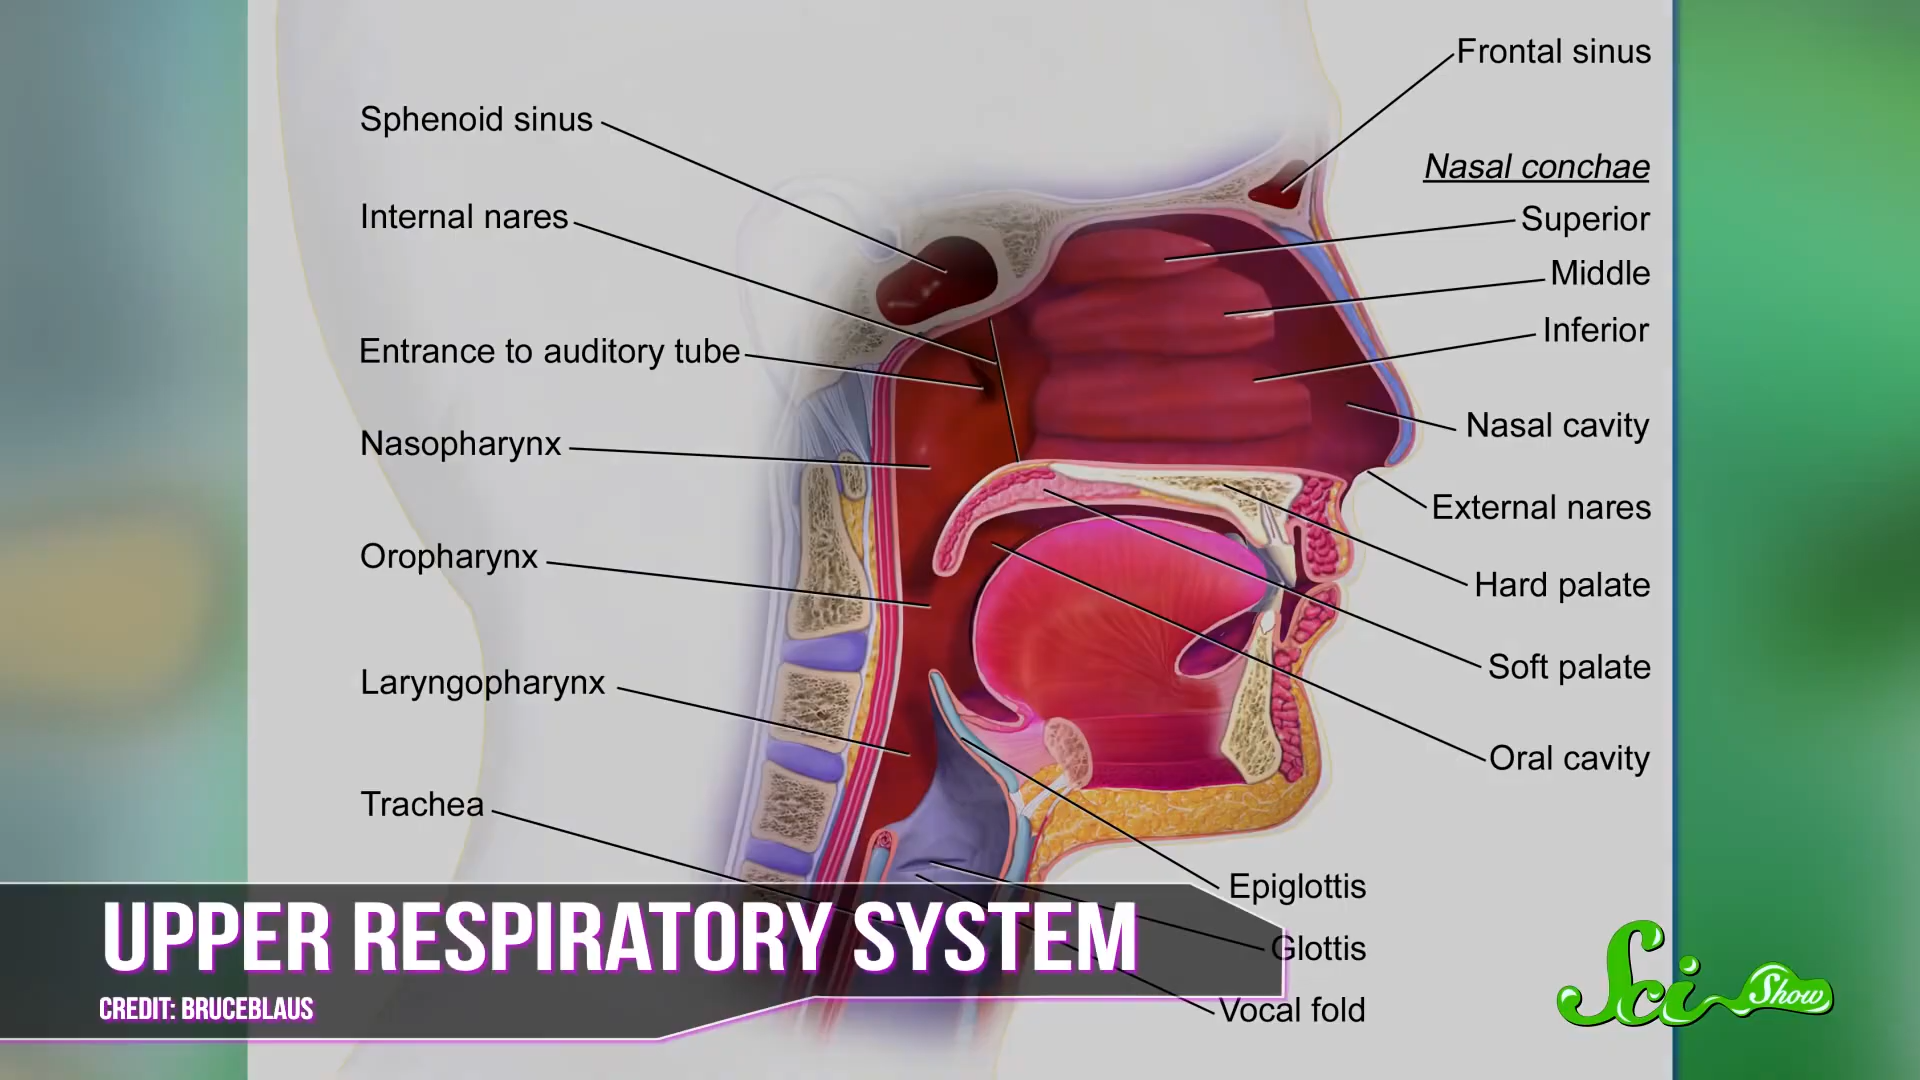 Frontal sinus
Sphenoid sinus
Nasal conchae
Internal nares
Superior
Middle
Inferior
Entrance to auditory tube
Nasal cavity
Nasopharynx
External nares
Oropharynx
Hard palate
Soft palate
Laryngopharynx
Oral cavity
Trachea
Epiglottis
Glottis
Vocal fold
UPPER RESPIRATORY SYSTEM
CREDIT: BRUCEBLAUS
Sci Show